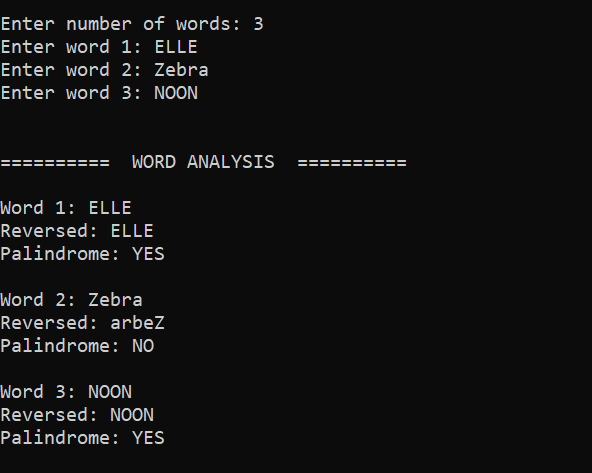 Enter number of words: 3
Enter word 1: ELLE
Enter word 2: Zebra
Enter word 3: NOON
==========  WORD ANALYSIS  ==========
Word 1: ELLE
Reversed: ELLE
Palindrome: YES
Word 2: Zebra
Reversed: arbeZ
Palindrome: NO
Word 3: NOON
Reversed: NOON
Palindrome: YES